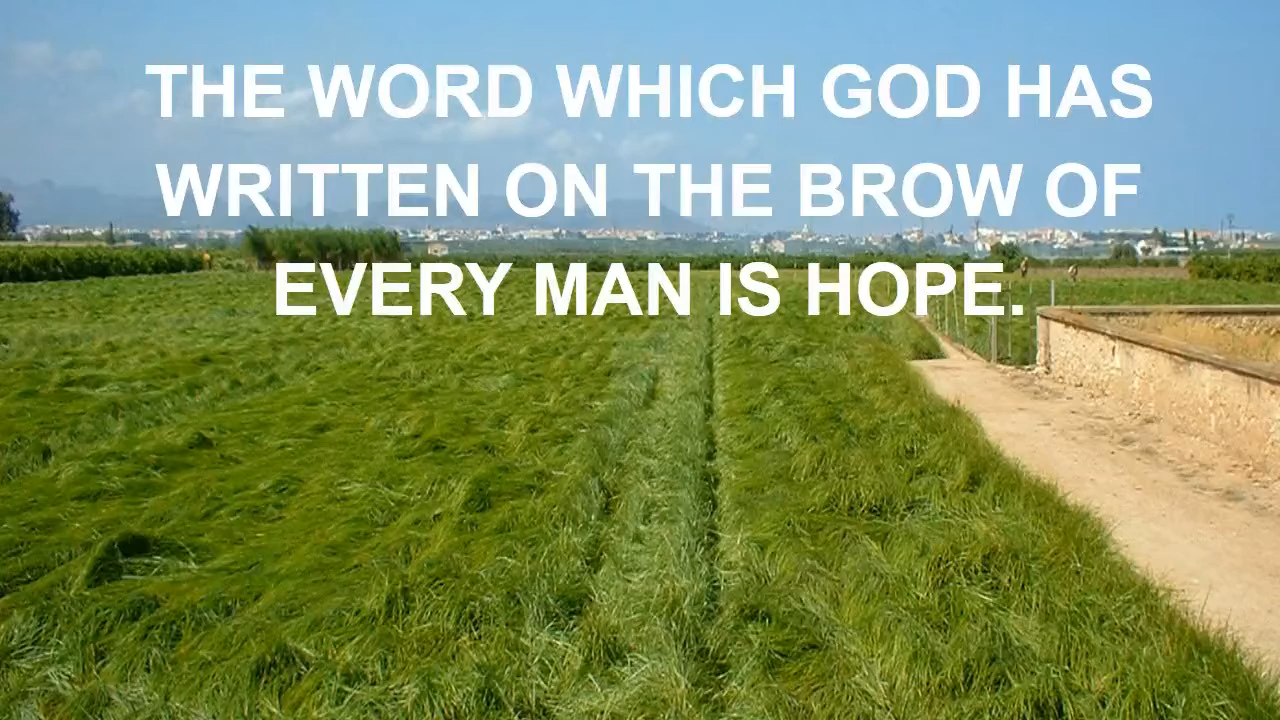 THE WORD WHICH GOD HAS
WRITTEN ON THE BROW OF
EVERY MAN IS HOPE.